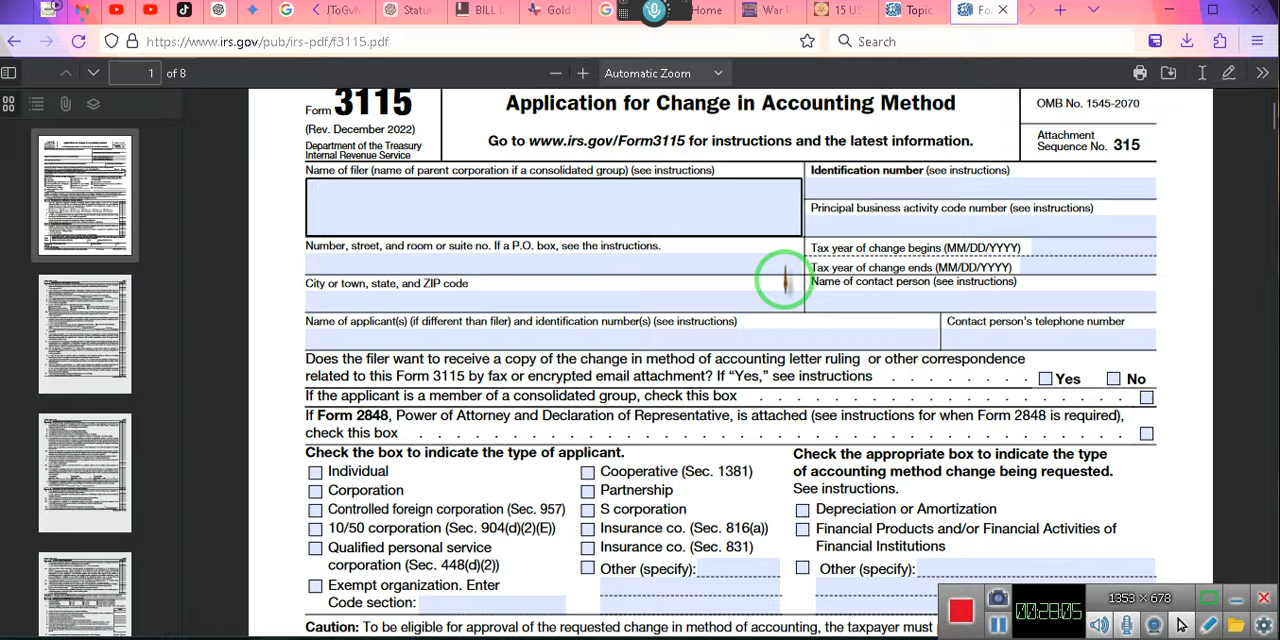 JToGvN
Statur
BILL
Gold
Home
War R
15 US
Topic
Fo
https://www.irs.gov/pub/irs-pdf/f3115.pdf
Search
1 of 8
Automatic Zoom
Form 3115
(Rev. December 2022)
Department of the Treasury
Internal Revenue Service
Application for Change in Accounting Method
Go to www.irs.gov/Form3115 for instructions and the latest information.
OMB No. 1545-2070
Attachment
Sequence No. 315
Name of filer (name of parent corporation if a consolidated group) (see instructions)
Identification number (see instructions)
Principal business activity code number (see instructions)
Number, street, and room or suite no. If a P.O. box, see the instructions.
Tax year of change begins (MM/DD/YYYY)
Tax year of change ends (MM/DD/YYYY)
City or town, state, and ZIP code
Name of contact person (see instructions)
Name of applicant(s) (if different than filer) and identification number(s) (see instructions)
Contact person's telephone number
Does the filer want to receive a copy of the change in method of accounting letter ruling or other correspondence
related to this Form 3115 by fax or encrypted email attachment? If “Yes,” see instructions . . . . . . . . Yes No
If the applicant is a member of a consolidated group, check this box
If Form 2848, Power of Attorney and Declaration of Representative, is attached (see instructions for when Form 2848 is required),
check this box
Check the box to indicate the type of applicant.
Individual
Corporation
Controlled foreign corporation (Sec. 957)
10/50 corporation (Sec. 904(d)(2)(E))
Qualified personal service
corporation (Sec. 448(d)(2))
Exempt organization. Enter
Code section:
Cooperative (Sec. 1381)
Partnership
S corporation
Insurance co. (Sec. 816(a))
Insurance co. (Sec. 831)
Other (specify):
Check the appropriate box to indicate the type
of accounting method change being requested.
See instructions.
Depreciation or Amortization
Financial Products and/or Financial Activities of
Financial Institutions
Other (specify):
Caution: To be eligible for approval of the requested change in method of accounting, the taxpayer must
1353 × 678
00:28:05